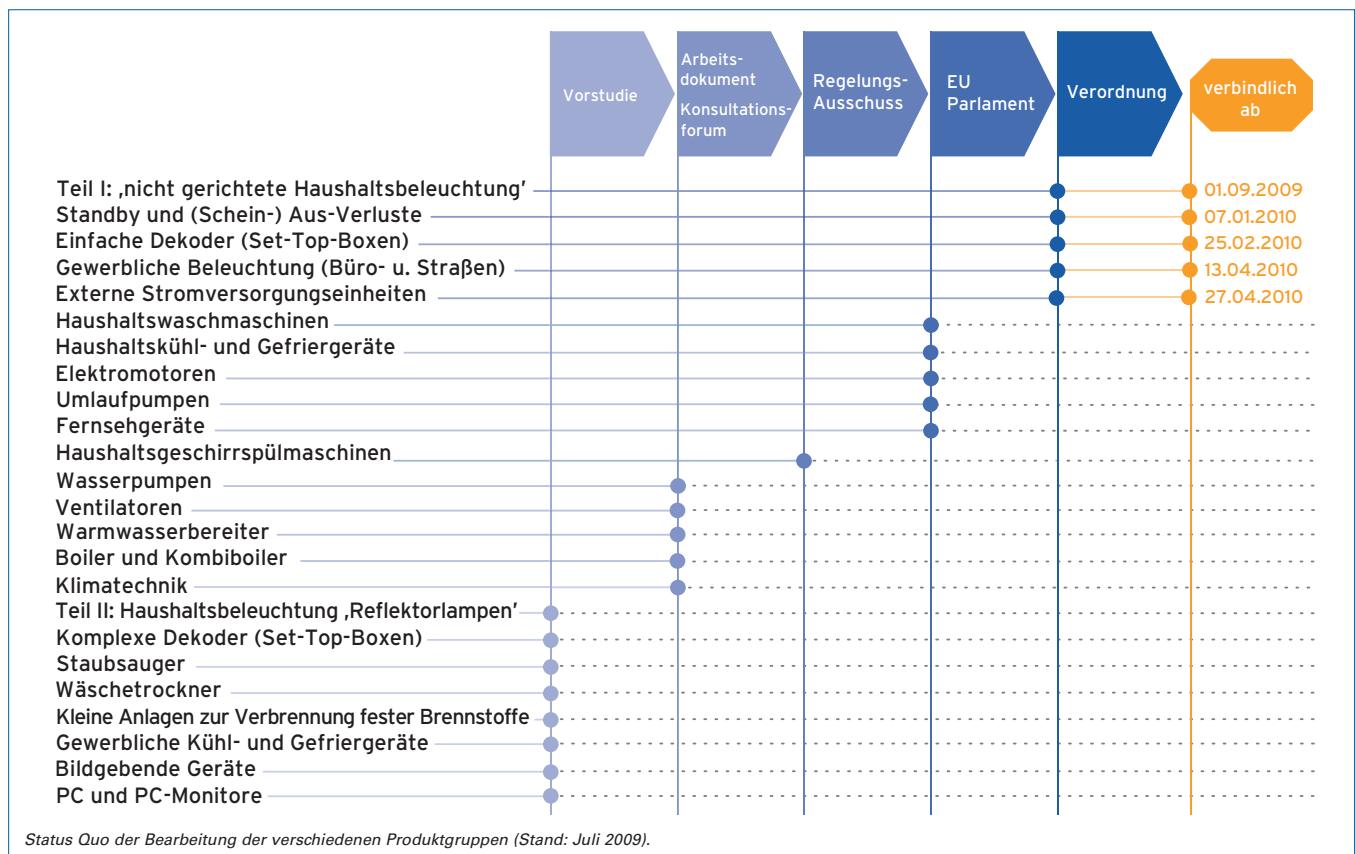 Vorstudie
Arbeits-
dokument
Konsultations-
forum
Regelungs-
Ausschuss
EU
Parlament
Verordnung
verbindlich
ab
Teil I: ‚nicht gerichtete Haushaltsbeleuchtung’ 01.09.2009
Standby und (Schein-) Aus-Verluste 07.01.2010
Einfache Dekoder (Set-Top-Boxen) 25.02.2010
Gewerbliche Beleuchtung (Büro- u. Straßen) 13.04.2010
Externe Stromversorgungseinheiten 27.04.2010
Haushaltswaschmaschinen
Haushaltskühl- und Gefriergeräte
Elektromotoren
Umlaufpumpen
Fernsehgeräte
Haushaltsgeschirrspülmaschinen
Wasserpumpen
Ventilatoren
Warmwasserbereiter
Boiler und Kombiboiler
Klimatechnik
Teil II: Haushaltsbeleuchtung ‚Reflektorlampen’
Komplexe Dekoder (Set-Top-Boxen)
Staubsauger
Wäschetrockner
Kleine Anlagen zur Verbrennung fester Brennstoffe
Gewerbliche Kühl- und Gefriergeräte
Bildgebende Geräte
PC und PC-Monitore
Status Quo der Bearbeitung der verschiedenen Produktgruppen (Stand: Juli 2009).